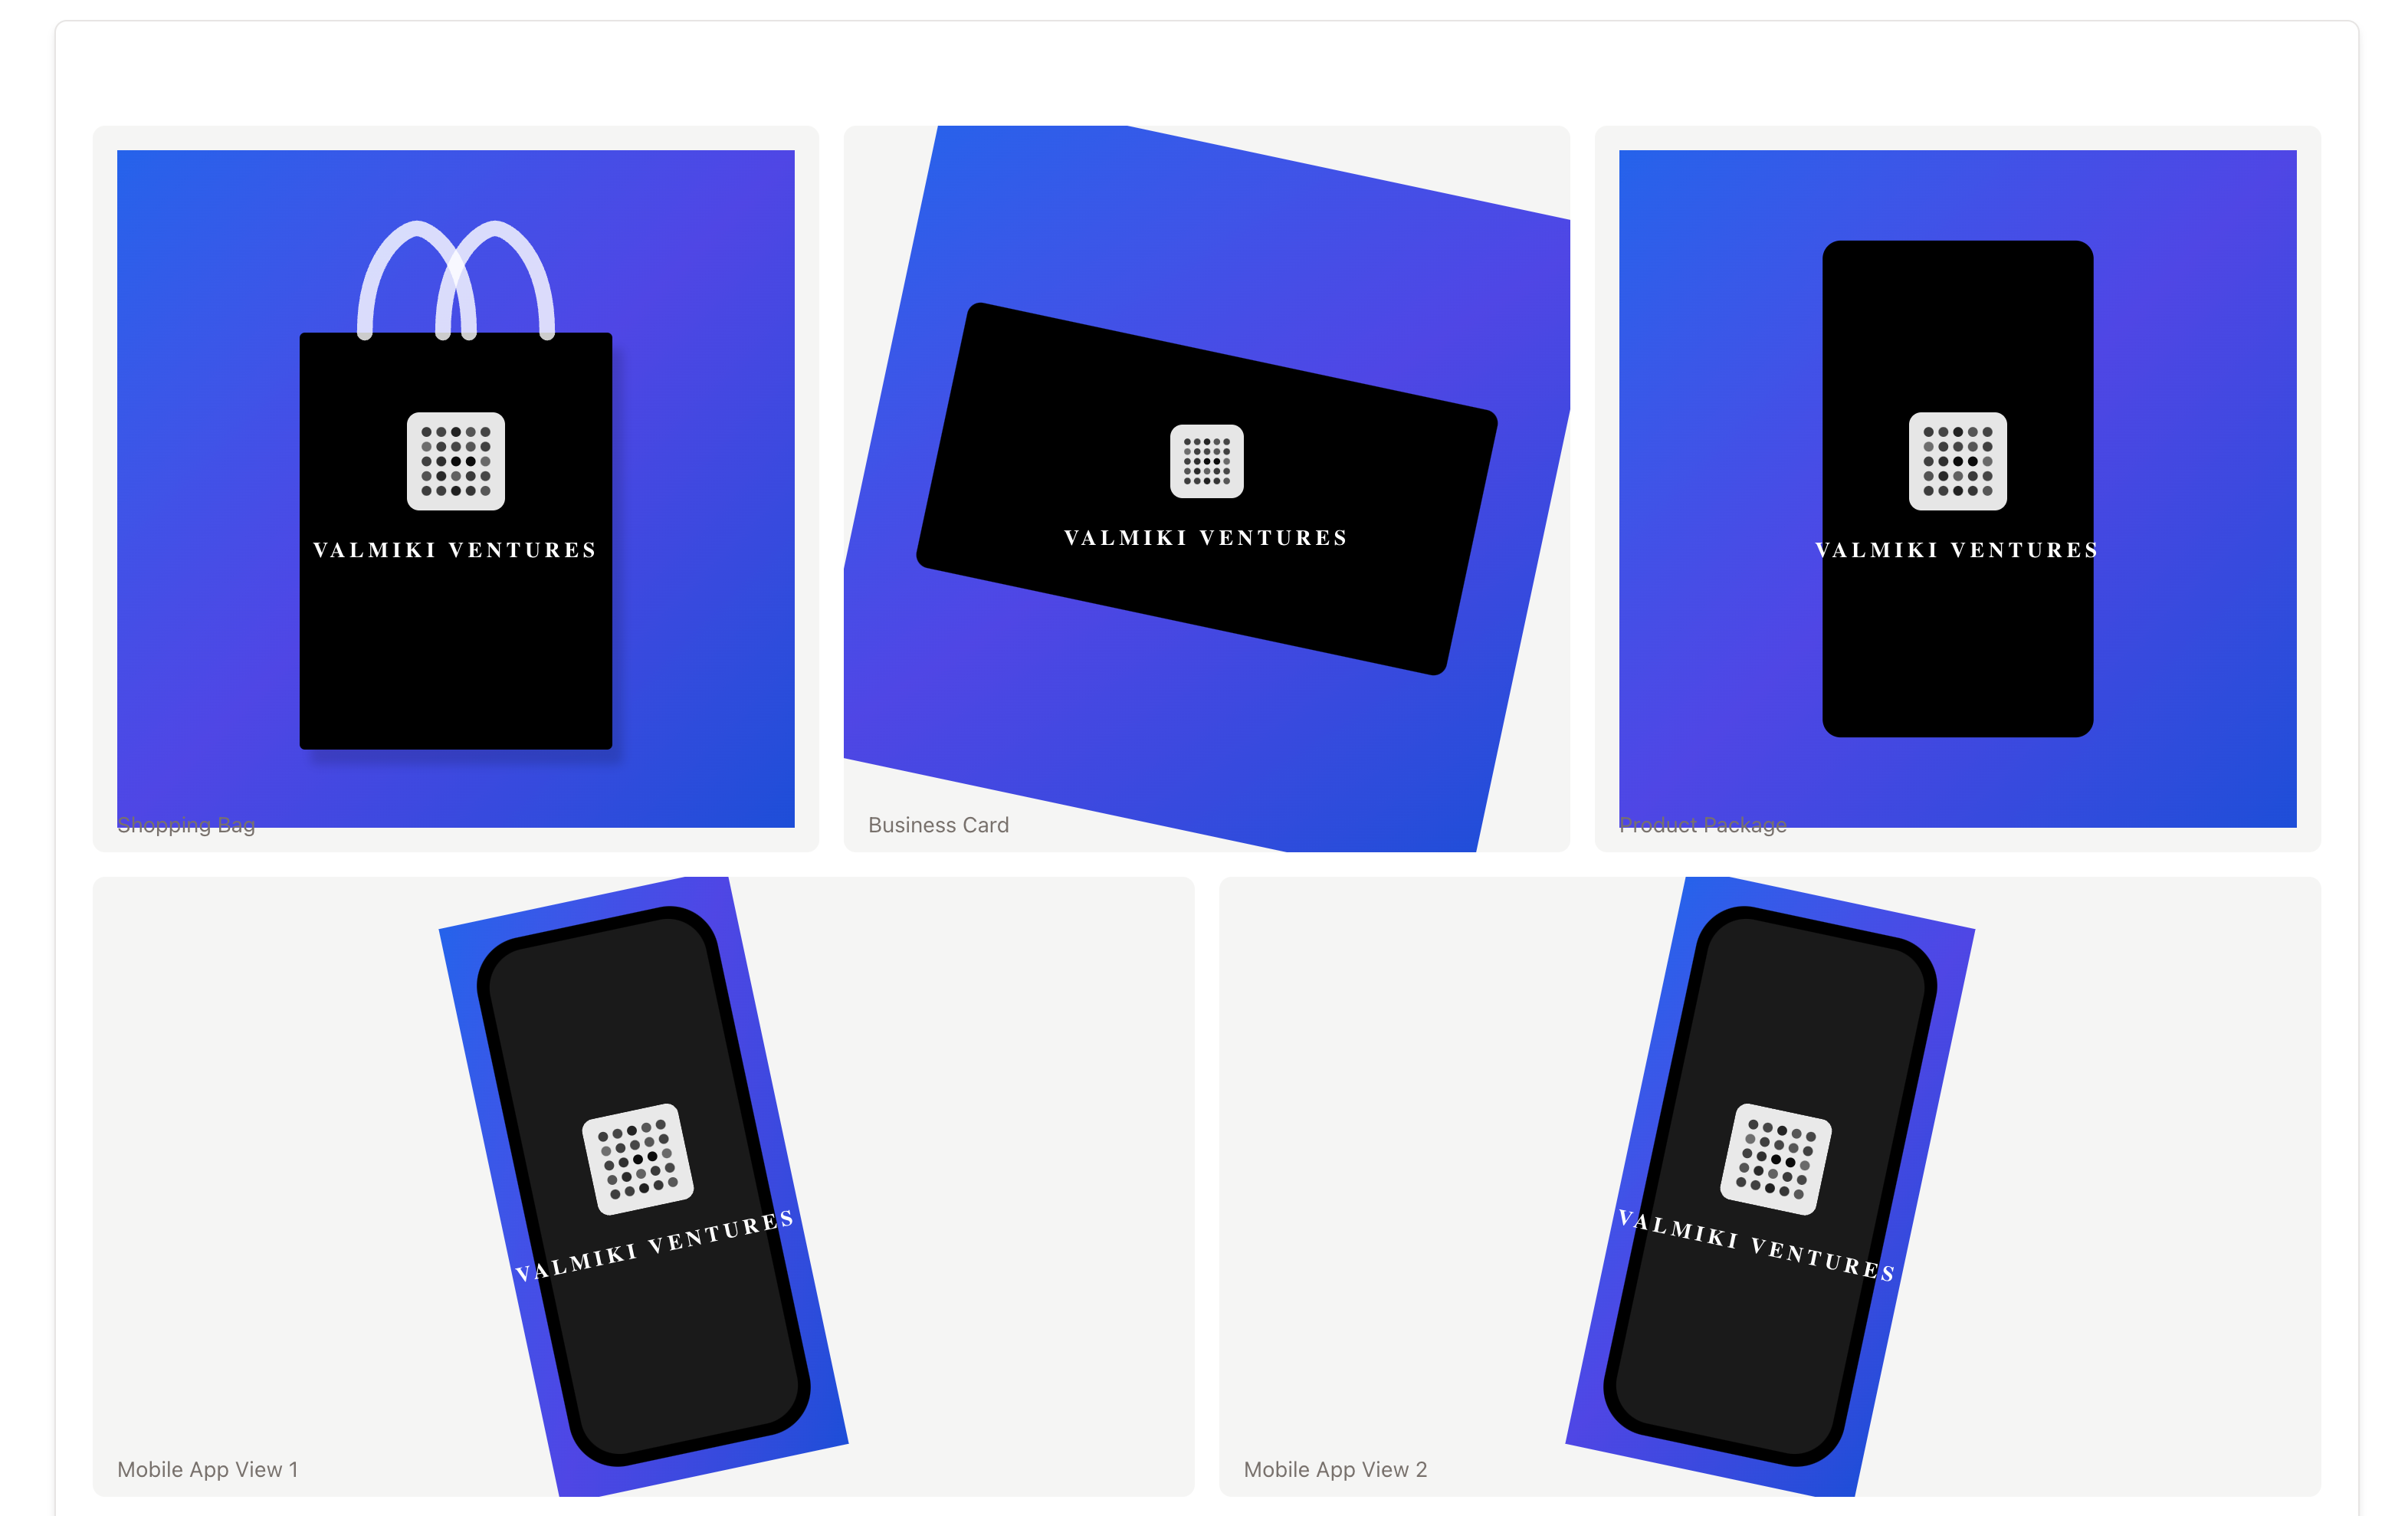 VALMIKI VENTURES
Shopping Bag
VALMIKI VENTURES
Business Card
VALMIKI VENTURES
Product Package
VALMIKI VENTURES
Mobile App View 1
VALMIKI VENTURES
Mobile App View 2